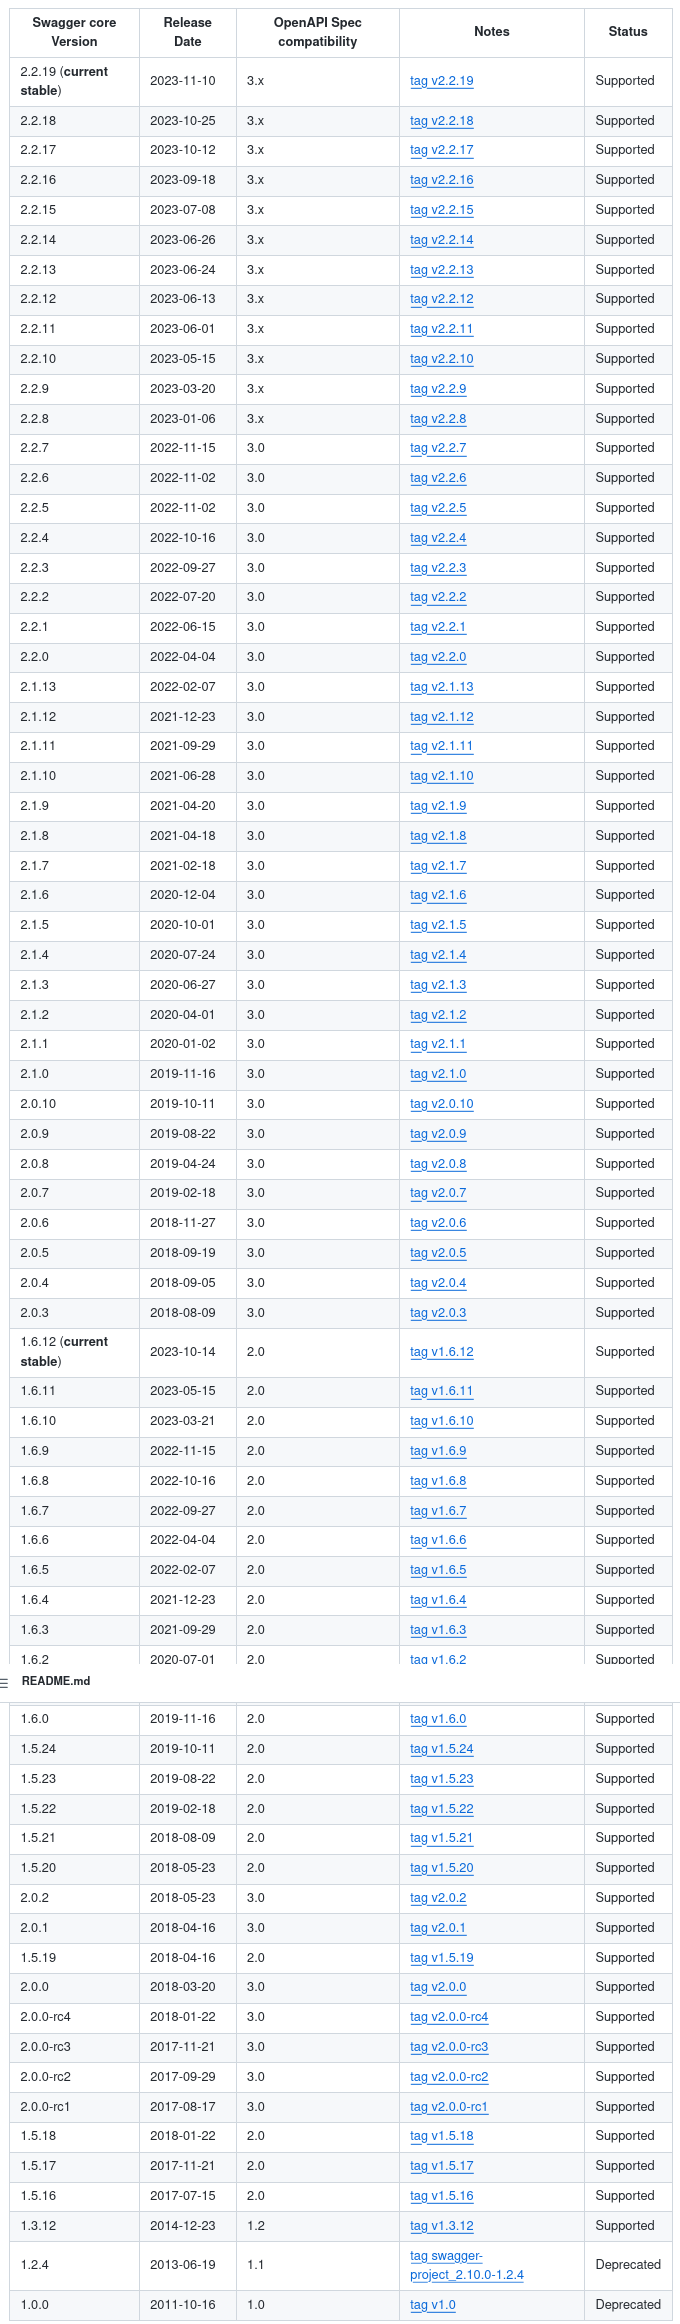 Swagger core Version Release Date OpenAPI Spec compatibility Notes Status
2.2.19 (current stable) 2023-11-10 3.x tag v2.2.19 Supported
2.2.18 2023-10-25 3.x tag v2.2.18 Supported
2.2.17 2023-10-12 3.x tag v2.2.17 Supported
2.2.16 2023-09-18 3.x tag v2.2.16 Supported
2.2.15 2023-07-08 3.x tag v2.2.15 Supported
2.2.14 2023-06-26 3.x tag v2.2.14 Supported
2.2.13 2023-06-24 3.x tag v2.2.13 Supported
2.2.12 2023-06-13 3.x tag v2.2.12 Supported
2.2.11 2023-06-01 3.x tag v2.2.11 Supported
2.2.10 2023-05-15 3.x tag v2.2.10 Supported
2.2.9 2023-03-20 3.x tag v2.2.9 Supported
2.2.8 2023-01-06 3.x tag v2.2.8 Supported
2.2.7 2022-11-15 3.0 tag v2.2.7 Supported
2.2.6 2022-11-02 3.0 tag v2.2.6 Supported
2.2.5 2022-11-02 3.0 tag v2.2.5 Supported
2.2.4 2022-10-16 3.0 tag v2.2.4 Supported
2.2.3 2022-09-27 3.0 tag v2.2.3 Supported
2.2.2 2022-07-20 3.0 tag v2.2.2 Supported
2.2.1 2022-06-15 3.0 tag v2.2.1 Supported
2.2.0 2022-04-04 3.0 tag v2.2.0 Supported
2.1.13 2022-02-07 3.0 tag v2.1.13 Supported
2.1.12 2021-12-23 3.0 tag v2.1.12 Supported
2.1.11 2021-09-29 3.0 tag v2.1.11 Supported
2.1.10 2021-06-28 3.0 tag v2.1.10 Supported
2.1.9 2021-04-20 3.0 tag v2.1.9 Supported
2.1.8 2021-04-18 3.0 tag v2.1.8 Supported
2.1.7 2021-02-18 3.0 tag v2.1.7 Supported
2.1.6 2020-12-04 3.0 tag v2.1.6 Supported
2.1.5 2020-10-01 3.0 tag v2.1.5 Supported
2.1.4 2020-07-24 3.0 tag v2.1.4 Supported
2.1.3 2020-06-27 3.0 tag v2.1.3 Supported
2.1.2 2020-04-01 3.0 tag v2.1.2 Supported
2.1.1 2020-01-02 3.0 tag v2.1.1 Supported
2.1.0 2019-11-16 3.0 tag v2.1.0 Supported
2.0.10 2019-10-11 3.0 tag v2.0.10 Supported
2.0.9 2019-08-22 3.0 tag v2.0.9 Supported
2.0.8 2019-04-24 3.0 tag v2.0.8 Supported
2.0.7 2019-02-18 3.0 tag v2.0.7 Supported
2.0.6 2018-11-27 3.0 tag v2.0.6 Supported
2.0.5 2018-09-19 3.0 tag v2.0.5 Supported
2.0.4 2018-09-05 3.0 tag v2.0.4 Supported
2.0.3 2018-08-09 3.0 tag v2.0.3 Supported
1.6.12 (current stable) 2023-10-14 2.0 tag v1.6.12 Supported
1.6.11 2023-05-15 2.0 tag v1.6.11 Supported
1.6.10 2023-03-21 2.0 tag v1.6.10 Supported
1.6.9 2022-11-15 2.0 tag v1.6.9 Supported
1.6.8 2022-10-16 2.0 tag v1.6.8 Supported
1.6.7 2022-09-27 2.0 tag v1.6.7 Supported
1.6.6 2022-04-04 2.0 tag v1.6.6 Supported
1.6.5 2022-02-07 2.0 tag v1.6.5 Supported
1.6.4 2021-12-23 2.0 tag v1.6.4 Supported
1.6.3 2021-09-29 2.0 tag v1.6.3 Supported
1.6.2 2020-07-01 2.0 tag v1.6.2 Supported
README.md
1.6.0 2019-11-16 2.0 tag v1.6.0 Supported
1.5.24 2019-10-11 2.0 tag v1.5.24 Supported
1.5.23 2019-08-22 2.0 tag v1.5.23 Supported
1.5.22 2019-02-18 2.0 tag v1.5.22 Supported
1.5.21 2018-08-09 2.0 tag v1.5.21 Supported
1.5.20 2018-05-23 2.0 tag v1.5.20 Supported
2.0.2 2018-05-23 3.0 tag v2.0.2 Supported
2.0.1 2018-04-16 3.0 tag v2.0.1 Supported
1.5.19 2018-04-16 2.0 tag v1.5.19 Supported
2.0.0 2018-03-20 3.0 tag v2.0.0 Supported
2.0.0-rc4 2018-01-22 3.0 tag v2.0.0-rc4 Supported
2.0.0-rc3 2017-11-21 3.0 tag v2.0.0-rc3 Supported
2.0.0-rc2 2017-09-29 3.0 tag v2.0.0-rc2 Supported
2.0.0-rc1 2017-08-17 3.0 tag v2.0.0-rc1 Supported
1.5.18 2018-01-22 2.0 tag v1.5.18 Supported
1.5.17 2017-11-21 2.0 tag v1.5.17 Supported
1.5.16 2017-07-15 2.0 tag v1.5.16 Supported
1.3.12 2014-12-23 1.2 tag v1.3.12 Supported
1.2.4 2013-06-19 1.1 tag swagger-project_2.10.0-1.2.4 Deprecated
1.0.0 2011-10-16 1.0 tag v1.0 Deprecated